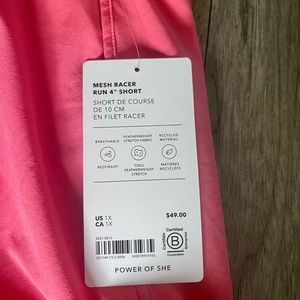 MESH RACER
RUN 4" SHORT
SHORT DE COURSE
DE 10 CM
EN FILET RACER
BREATHABLE
FEATHERWEIGHT
STRETCH FABRIC
RECYCLED
MATERIAL
RESPIRANT
TISSU
FEATHERWEIGHT
STRETCH
MATIÈRES
RECYCLÉES
US 1X
CA 1X
$49.00
Certified
B
Corporation
POWER OF SHE